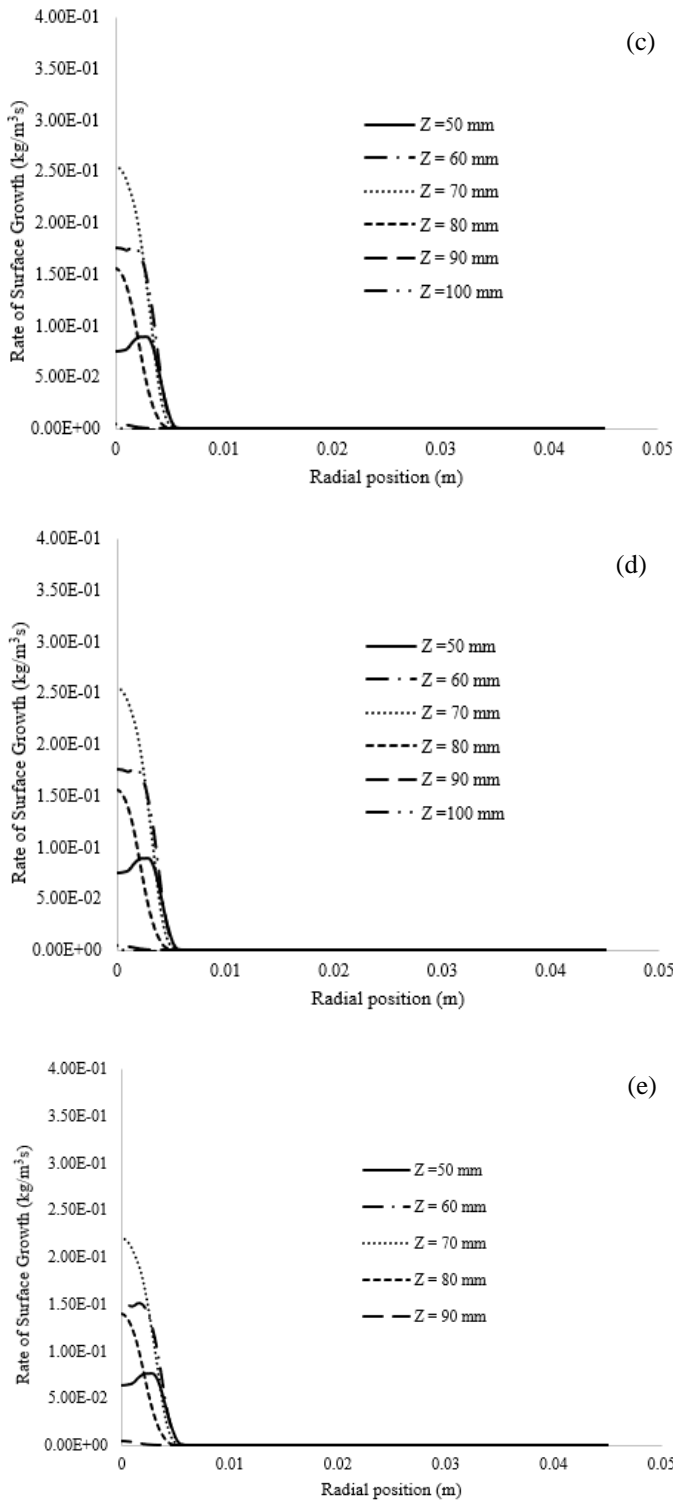 (c)
4.00E-01
3.50E-01
3.00E-01
2.50E-01
2.00E-01
1.50E-01
1.00E-01
5.00E-02
0.00E+00
Rate of Surface Growth (kg/m³s)
Z =50 mm
Z = 60 mm
Z = 70 mm
Z = 80 mm
Z = 90 mm
Z =100 mm
0 0.01 0.02 0.03 0.04 0.05
Radial position (m)
(d)
4.00E-01
3.50E-01
3.00E-01
2.50E-01
2.00E-01
1.50E-01
1.00E-01
5.00E-02
0.00E+00
Rate of Surface Growth (kg/m³s)
Z =50 mm
Z = 60 mm
Z = 70 mm
Z = 80 mm
Z = 90 mm
Z =100 mm
0 0.01 0.02 0.03 0.04 0.05
Radial position (m)
(e)
4.00E-01
3.50E-01
3.00E-01
2.50E-01
2.00E-01
1.50E-01
1.00E-01
5.00E-02
0.00E+00
Rate of Surface Growth (kg/m³s)
Z =50 mm
Z = 60 mm
Z = 70 mm
Z = 80 mm
Z = 90 mm
0 0.01 0.02 0.03 0.04 0.05
Radial position (m)